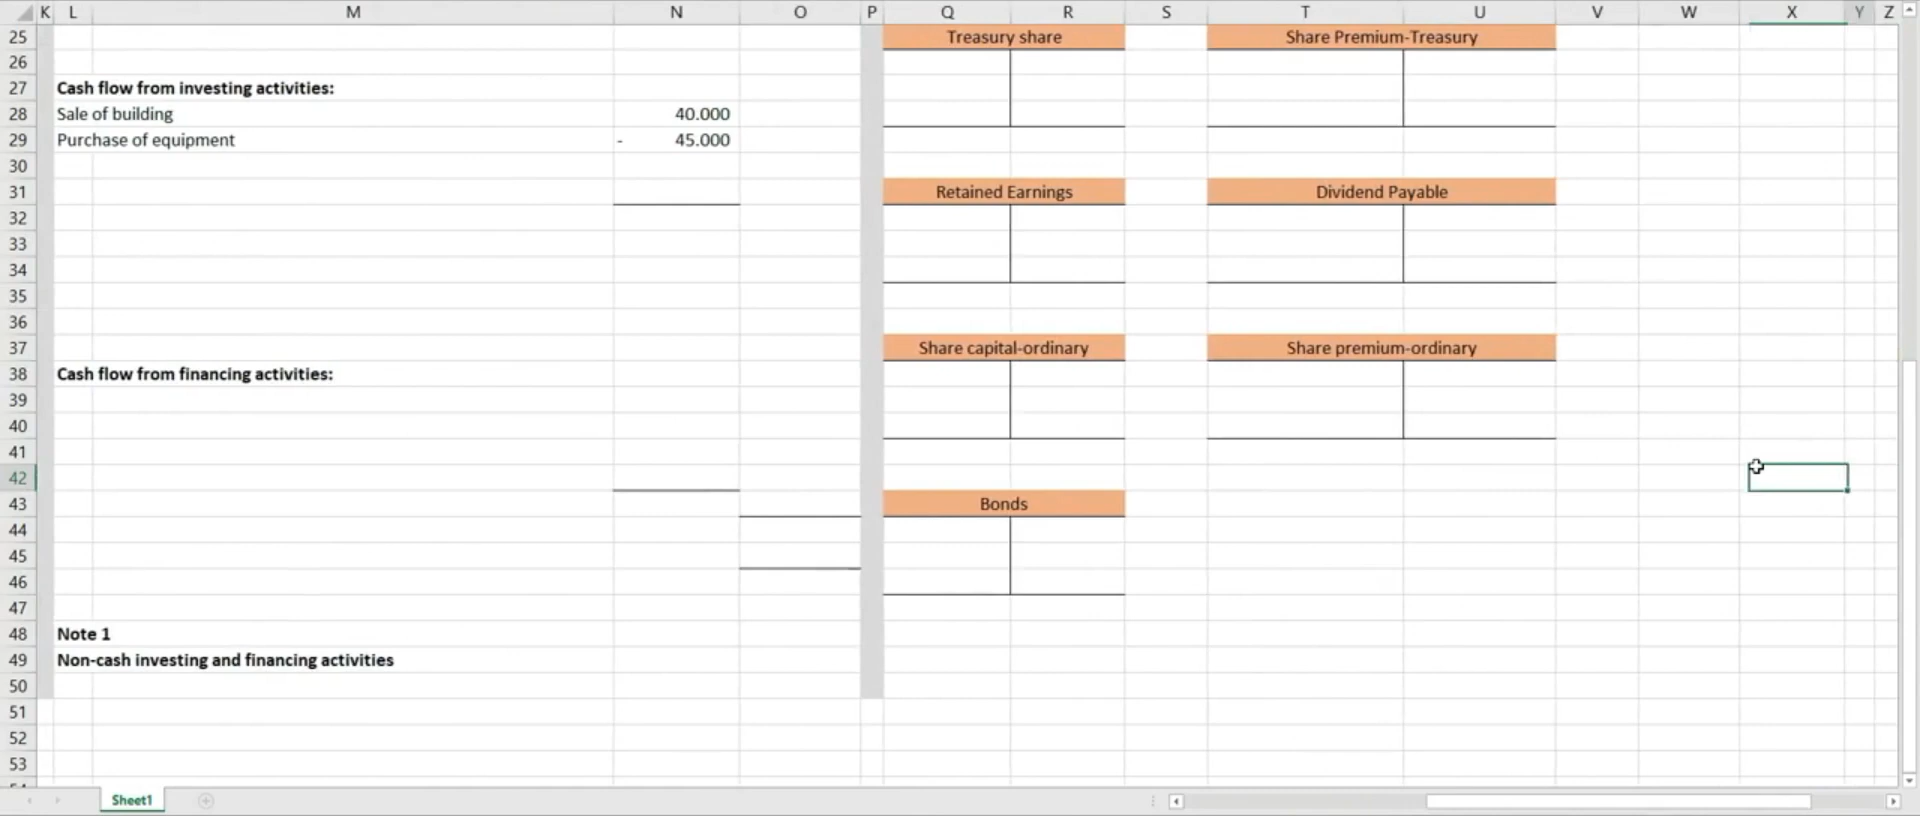 K L M N O P Q R S T U V W X Y Z
25 Treasury share Share Premium-Treasury
26
27 Cash flow from investing activities:
28 Sale of building 40.000
29 Purchase of equipment - 45.000
30
31 Retained Earnings Dividend Payable
32
33
34
35
36
37 Share capital-ordinary Share premium-ordinary
38 Cash flow from financing activities:
39
40
41
42
43 Bonds
44
45
46
47
48 Note 1
49 Non-cash investing and financing activities
50
51
52
53
Sheet1